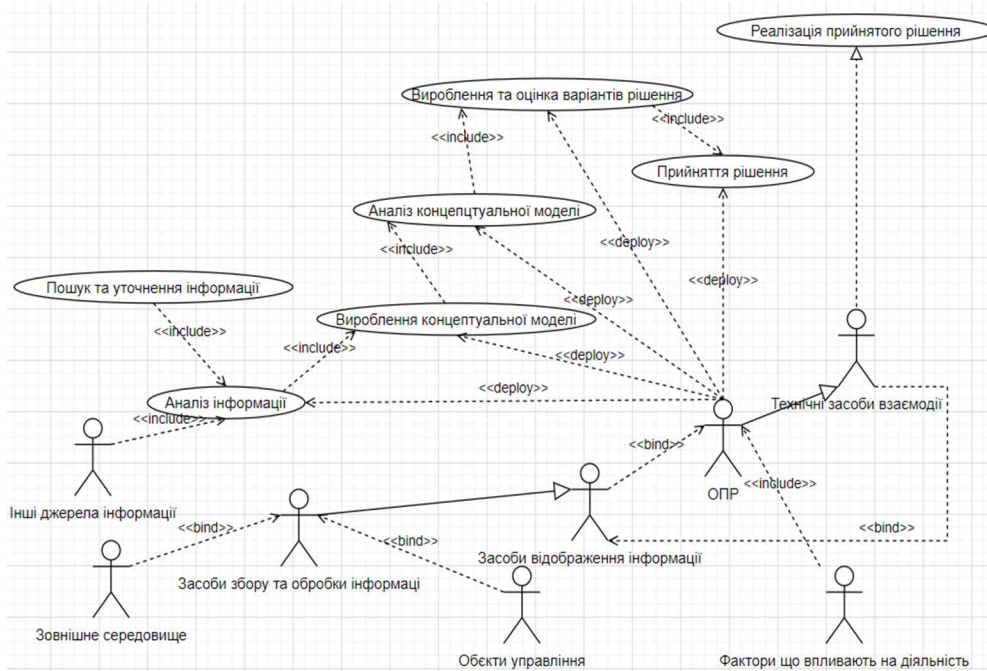 Реалізація прийнятого рішення
Вироблення та оцінка варіантів рішення
<<include>>
<<include>>
Прийняття рішення
Аналіз концепцтуальної моделі
<<include>>
<<deploy>>
<<deploy>>
Пошук та уточнення інформації
<<deploy>>
<<include>>
Вироблення концептуальної моделі
<<include>>
<<deploy>>
<<deploy>>
Аналіз інформації
<<include>>
Технічні засоби взаємодії
<<bind>>
ОПР
<<include>>
Інші джерела інформації
<<bind>>
<<bind>>
<<bind>>
Засоби відображення інформації
Засоби збору та обробки інформаці
Зовнішне середовище
Обєкти управління
Фактори що впливають на діяльність